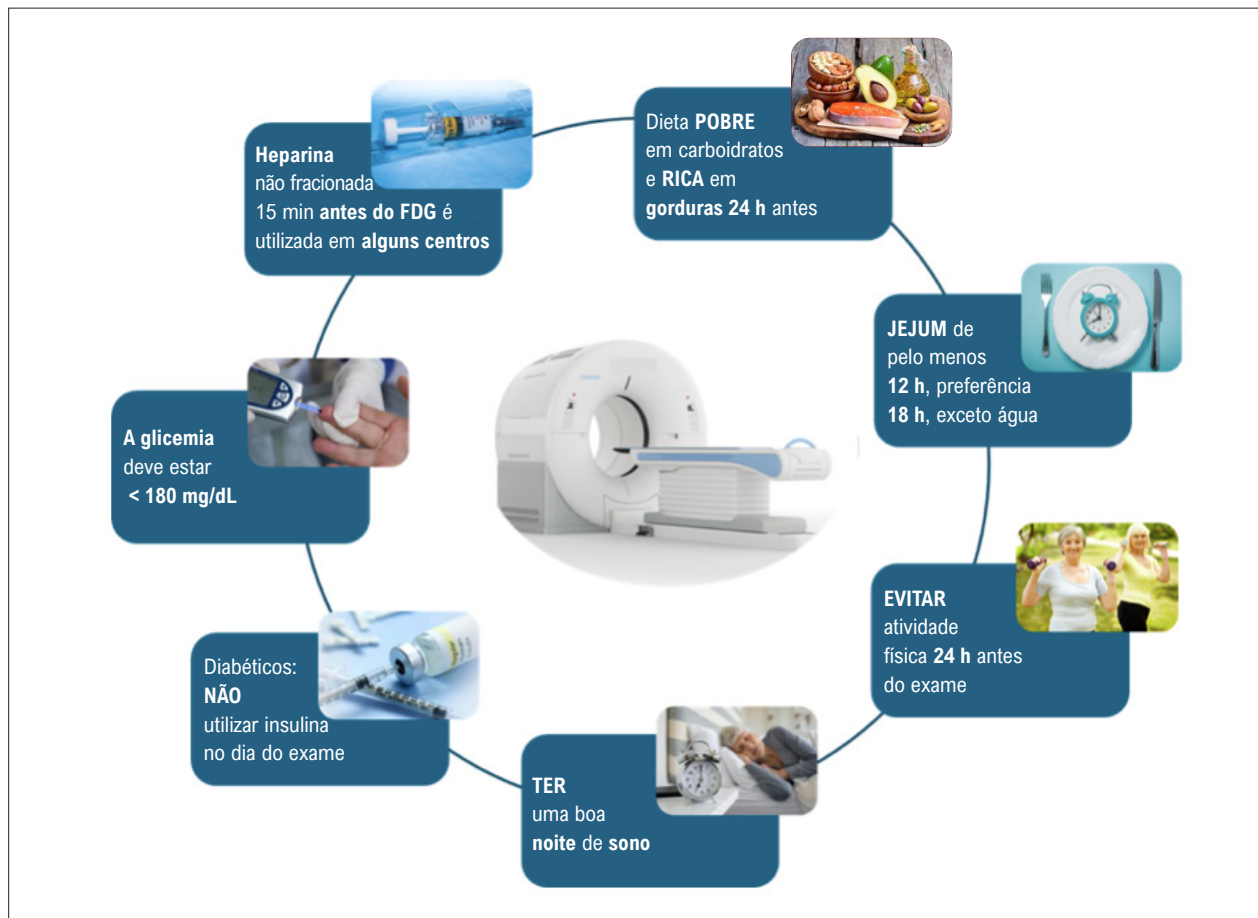 Dieta POBRE
em carboidratos
e RICA em
gorduras 24 h antes
JEJUM de
pelo menos
12 h, preferência
18 h, exceto água
EVITAR
atividade
física 24 h antes
do exame
TER
uma boa
noite de sono
Diabéticos:
NÃO
utilizar insulina
no dia do exame
A glicemia
deve estar
< 180 mg/dL
Heparina
não fracionada
15 min antes do FDG é
utilizada em alguns centros